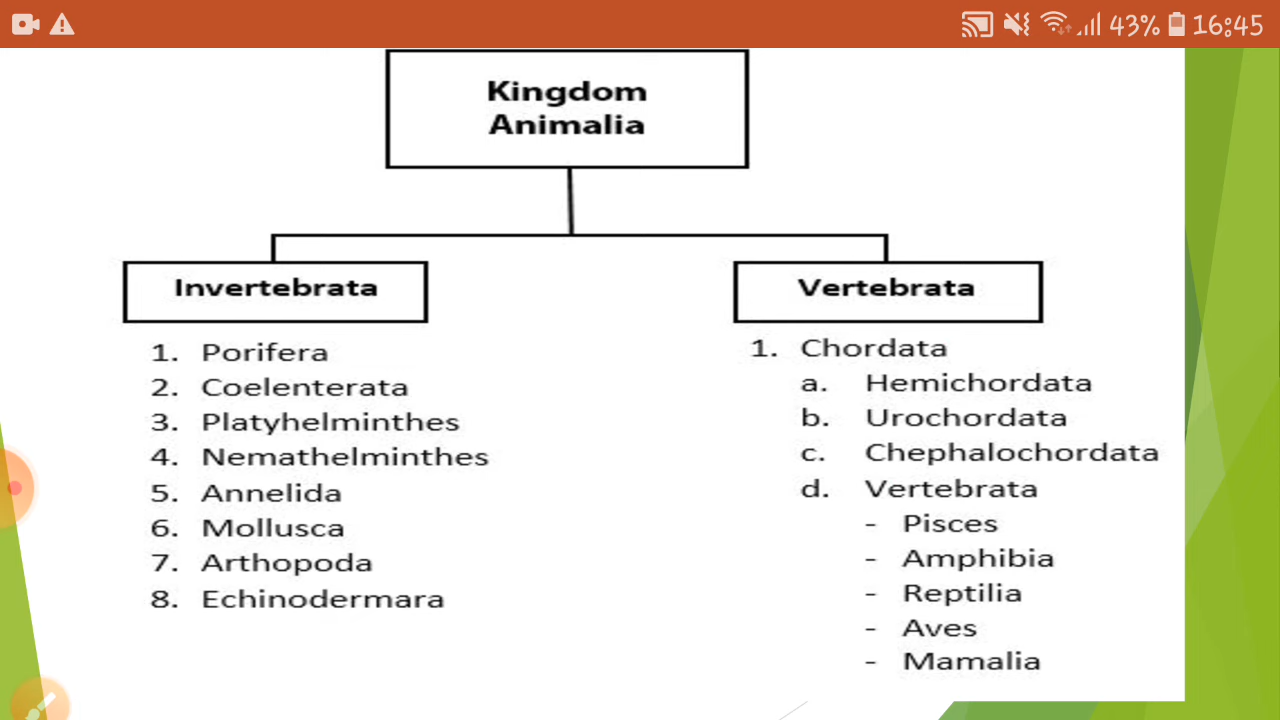 43% 16:45
Kingdom
Animalia
Invertebrata
1. Porifera
2. Coelenterata
3. Platyhelminthes
4. Nemathelminthes
5. Annelida
6. Mollusca
7. Arthopoda
8. Echinodermara
Vertebrata
1. Chordata
a. Hemichordata
b. Urochordata
c. Chephalochordata
d. Vertebrata
- Pisces
- Amphibia
- Reptilia
- Aves
- Mamalia